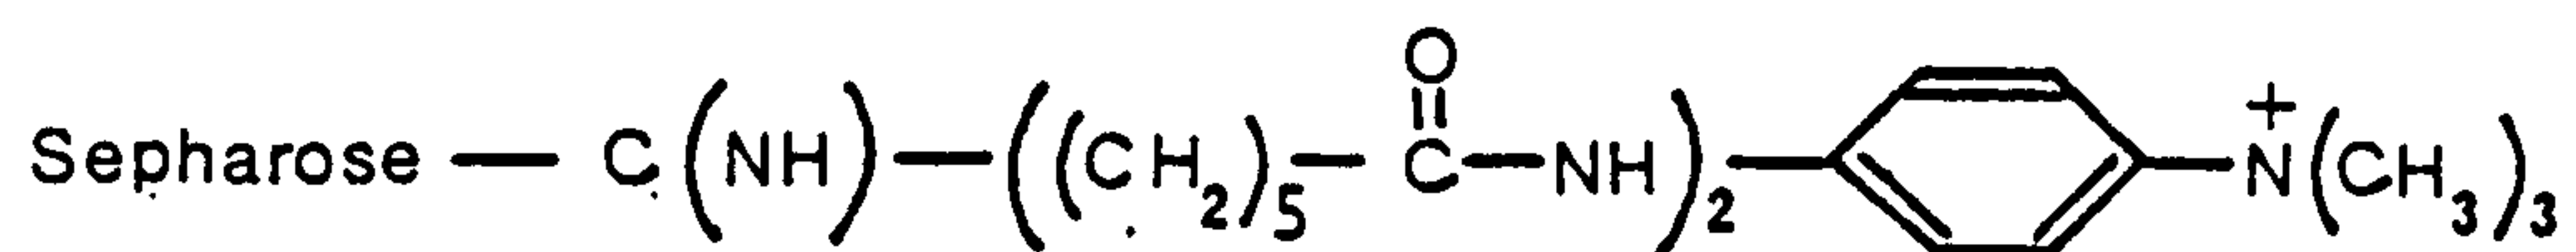 O
Sepharose — C(NH)—((CH2)5—C—NH)2—N+(CH3)3